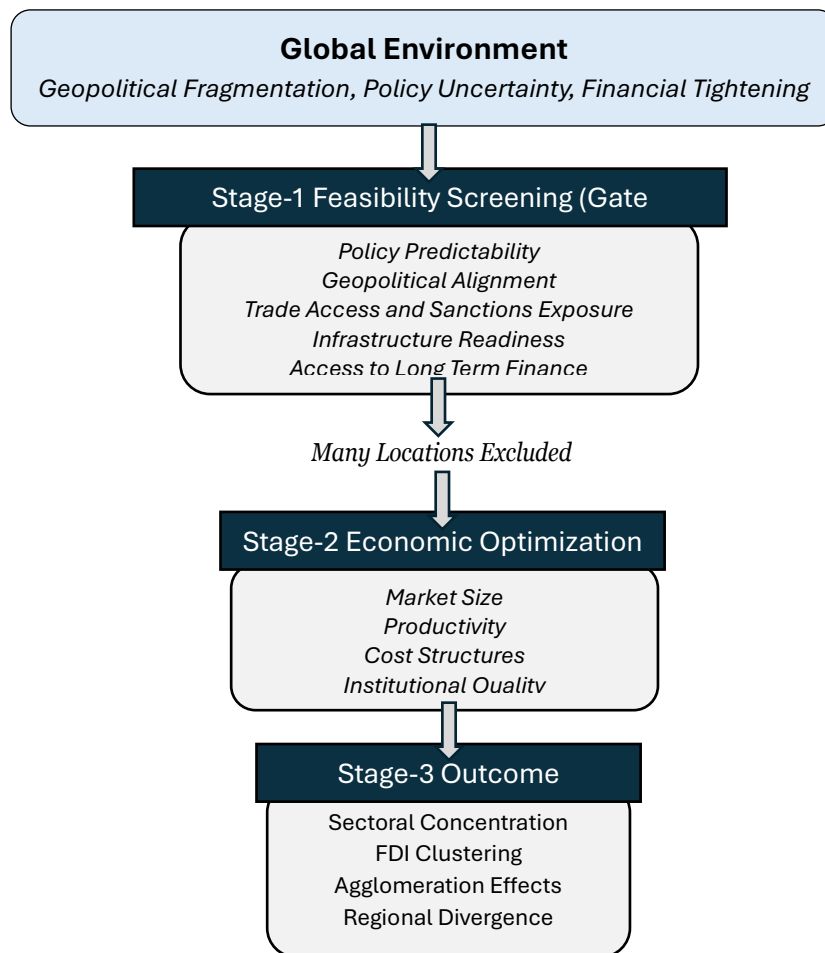 Global Environment
Geopolitical Fragmentation, Policy Uncertainty, Financial Tightening
Stage-1 Feasibility Screening (Gate
Policy Predictability
Geopolitical Alignment
Trade Access and Sanctions Exposure
Infrastructure Readiness
Access to Long Term Finance
Many Locations Excluded
Stage-2 Economic Optimization
Market Size
Productivity
Cost Structures
Institutional Quality
Stage-3 Outcome
Sectoral Concentration
FDI Clustering
Agglomeration Effects
Regional Divergence